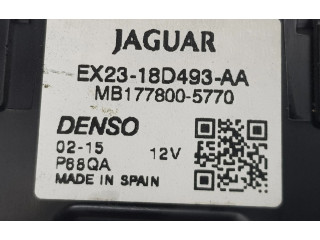 JAGUAR
EX23-18D493-AA
MB177800-5770
DENSO
02-15 12V
P68QA
MADE IN SPAIN